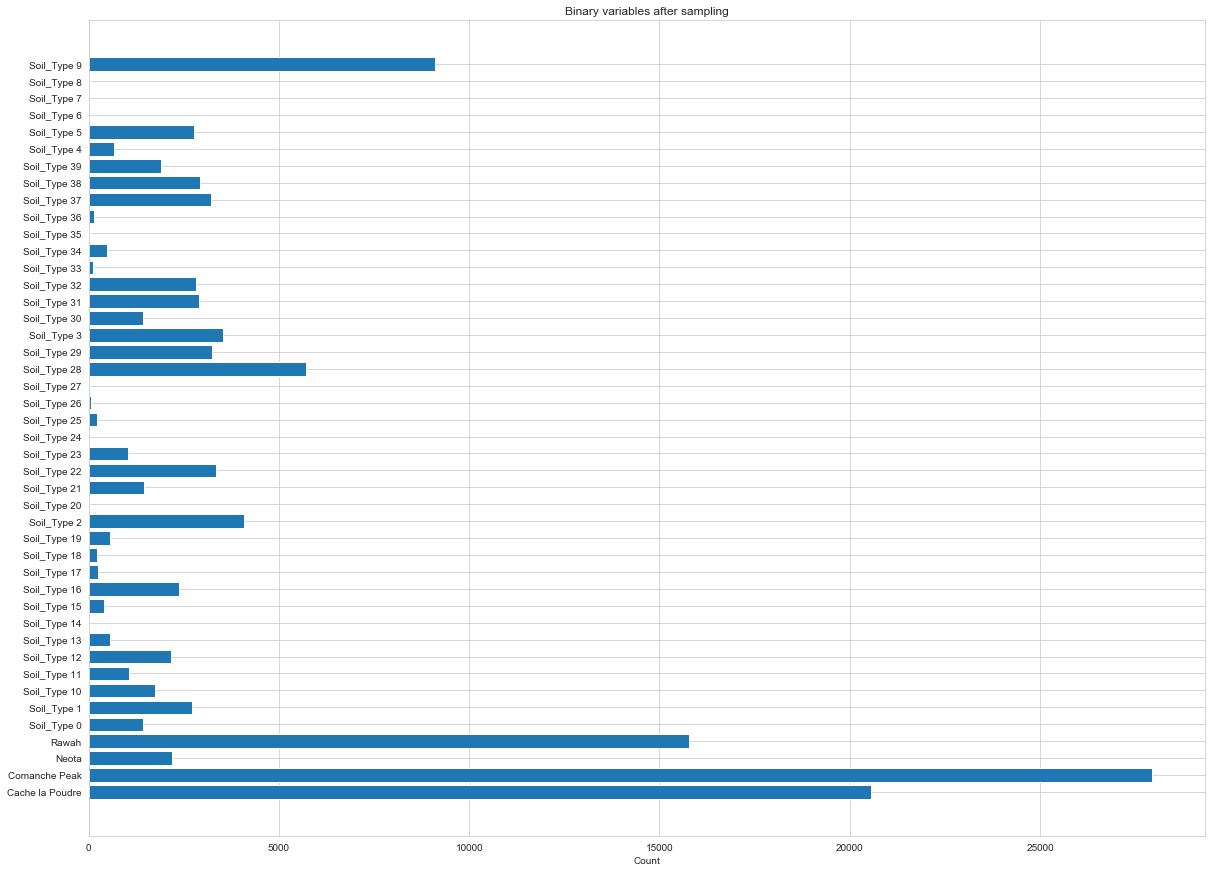 Binary variables after sampling
Soil_Type 9
Soil_Type 8
Soil_Type 7
Soil_Type 6
Soil_Type 5
Soil_Type 4
Soil_Type 39
Soil_Type 38
Soil_Type 37
Soil_Type 36
Soil_Type 35
Soil_Type 34
Soil_Type 33
Soil_Type 32
Soil_Type 31
Soil_Type 30
Soil_Type 3
Soil_Type 29
Soil_Type 28
Soil_Type 27
Soil_Type 26
Soil_Type 25
Soil_Type 24
Soil_Type 23
Soil_Type 22
Soil_Type 21
Soil_Type 20
Soil_Type 2
Soil_Type 19
Soil_Type 18
Soil_Type 17
Soil_Type 16
Soil_Type 15
Soil_Type 14
Soil_Type 13
Soil_Type 12
Soil_Type 11
Soil_Type 10
Soil_Type 1
Soil_Type 0
Rawah
Neota
Comanche Peak
Cache la Poudre
0 5000 10000 15000 20000 25000
Count